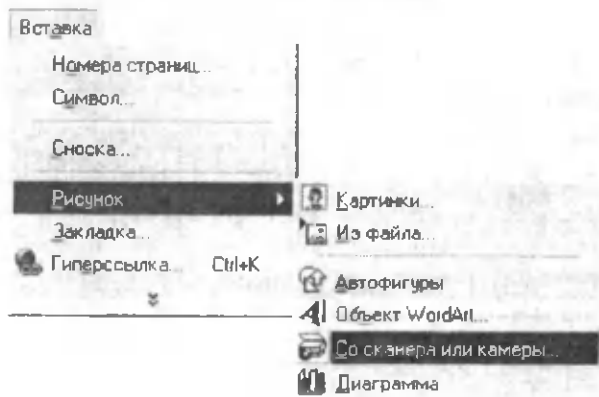 Вставка
Номера страниц...
Символ...
Сноска...
Рисунок
Закладка...
Гиперссылка... Ctrl+K
Картинки...
Из файла...
Автофигуры
Объект WordArt...
Со сканера или камеры...
Диаграмма